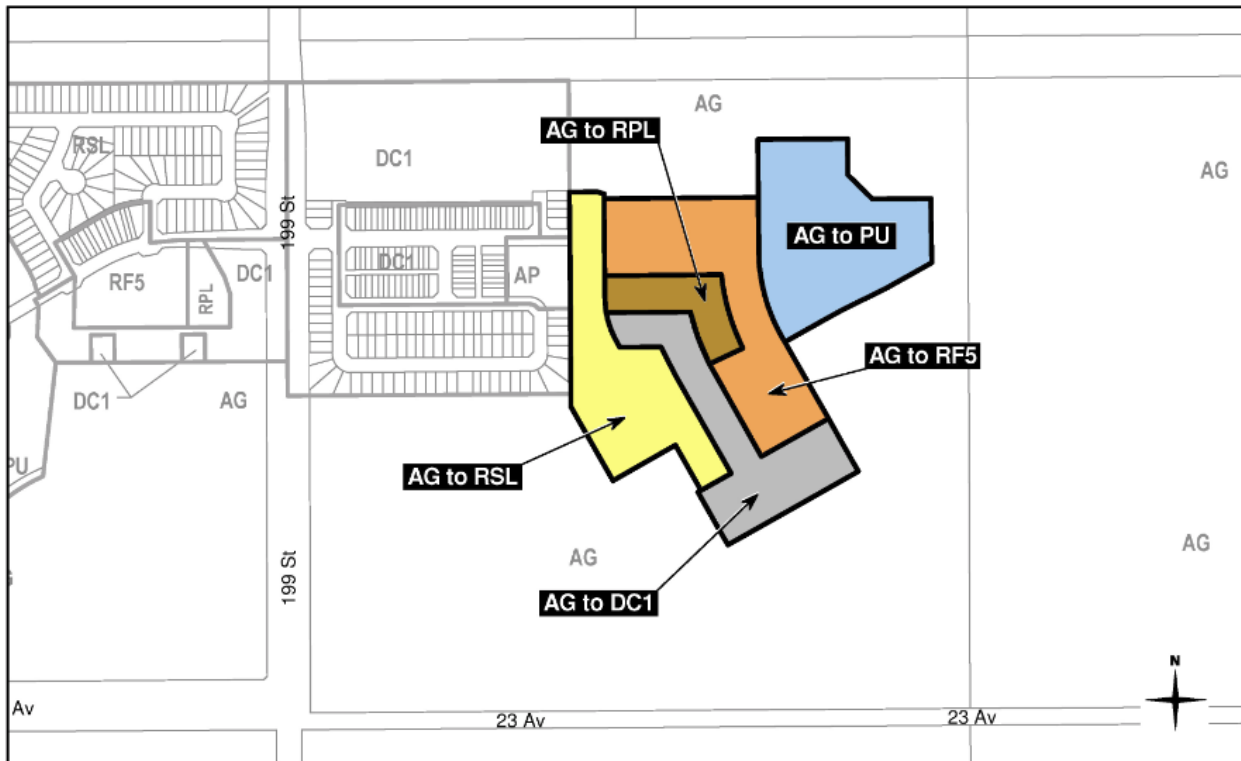 AG
AG to RPL
RSL
DC1
AG
199 St
AG to PU
DC1
AP
DC1
RF5
RPL
AG to RF5
DC1
AG
PU
AG to RSL
AG
AG
199 St
AG to DC1
N
Av
23 Av
23 Av